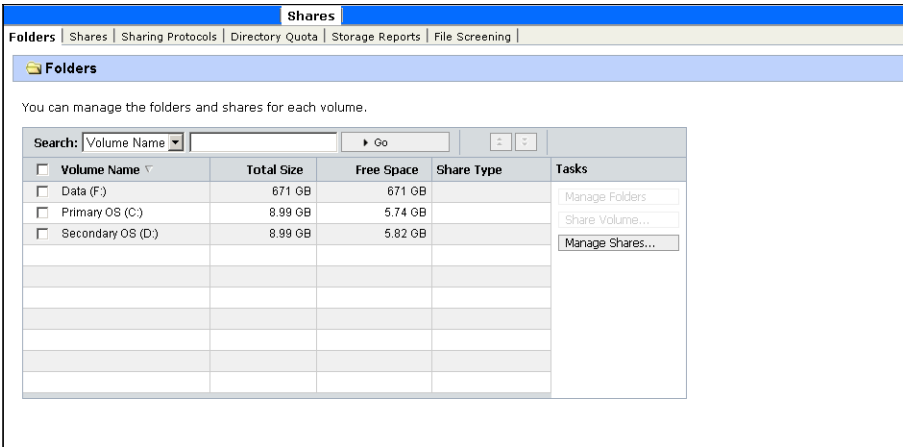 Shares
Folders | Shares | Sharing Protocols | Directory Quota | Storage Reports | File Screening |
Folders
You can manage the folders and shares for each volume.
Search: Volume Name Go
Volume Name Total Size Free Space Share Type Tasks
Data (F:) 671 GB 671 GB Manage Folders
Primary OS (C:) 8.99 GB 5.74 GB Share Volume...
Secondary OS (D:) 8.99 GB 5.82 GB Manage Shares...